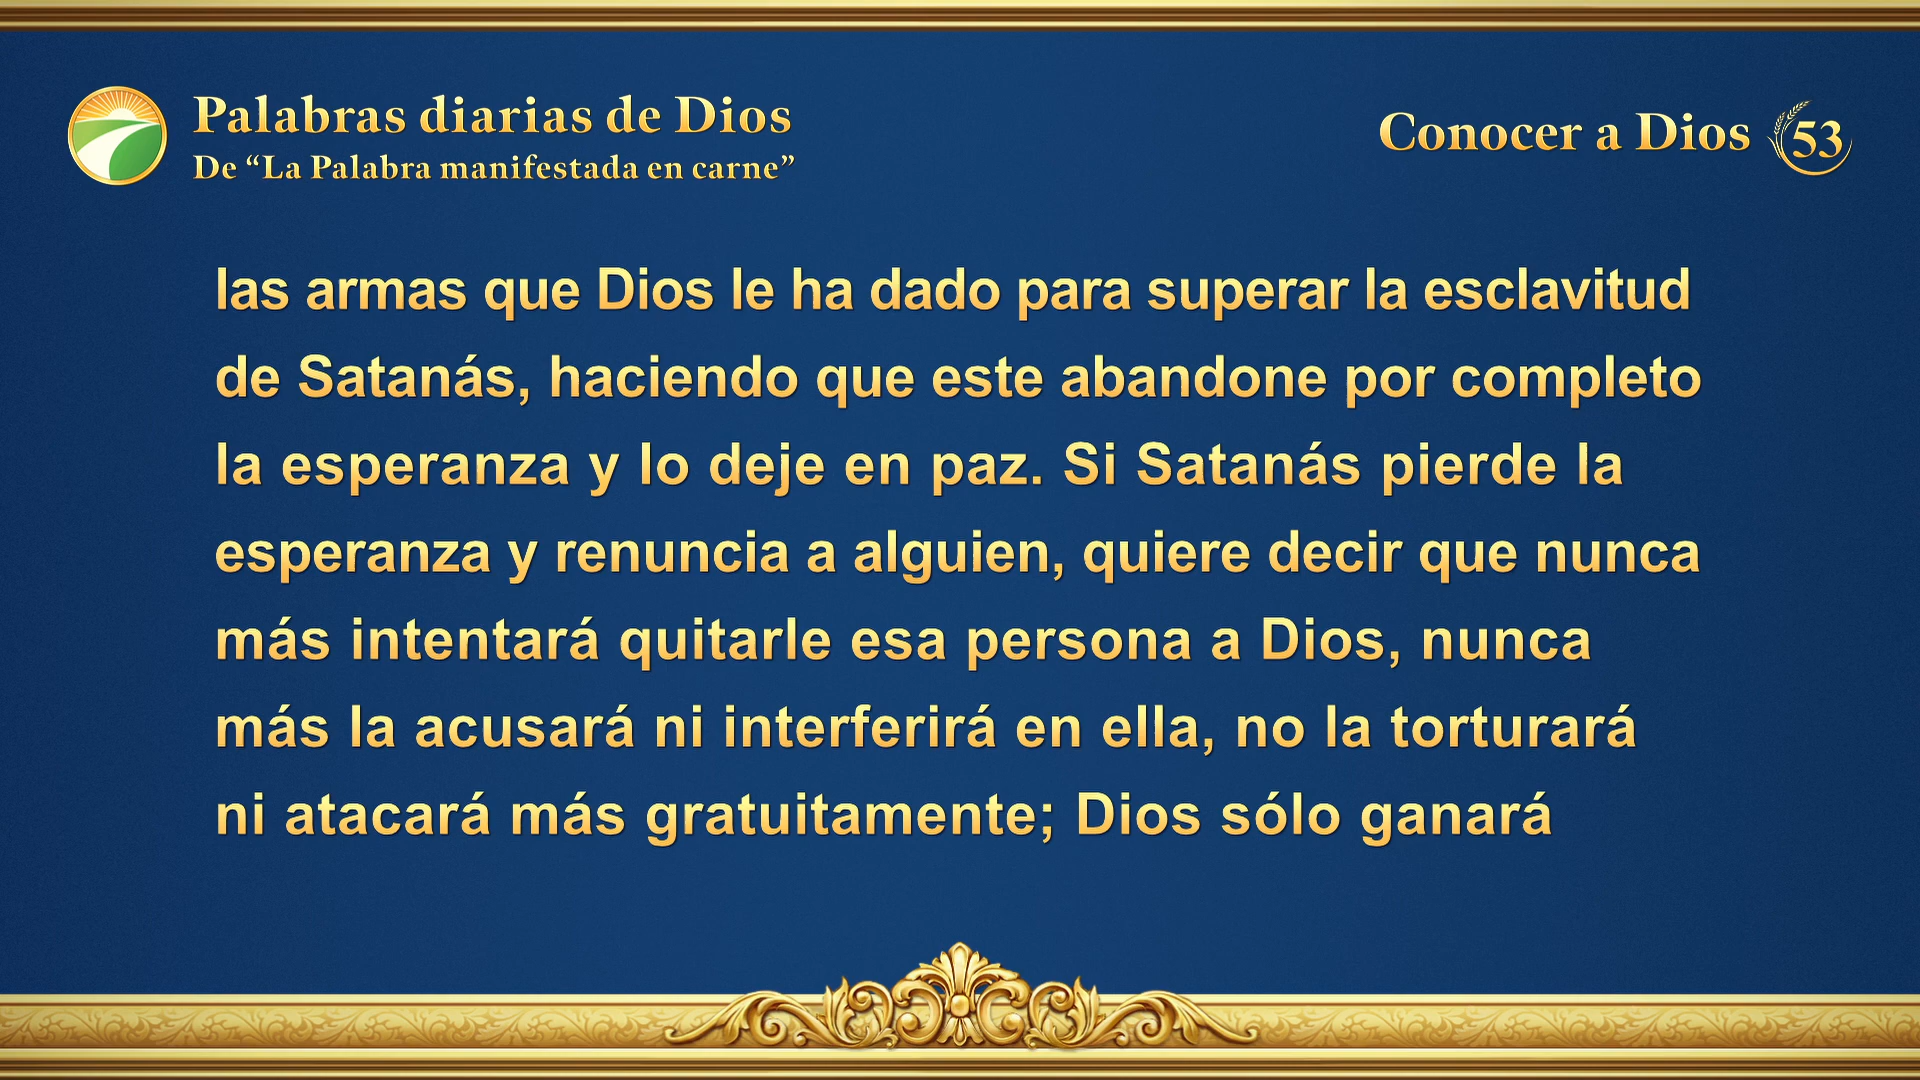 Palabras diarias de Dios
De “La Palabra manifestada en carne”
Conocer a Dios 53
las armas que Dios le ha dado para superar la esclavitud
de Satanás, haciendo que este abandone por completo
la esperanza y lo deje en paz. Si Satanás pierde la
esperanza y renuncia a alguien, quiere decir que nunca
más intentará quitarle esa persona a Dios, nunca
más la acusará ni interferirá en ella, no la torturará
ni atacará más gratuitamente; Dios sólo ganará